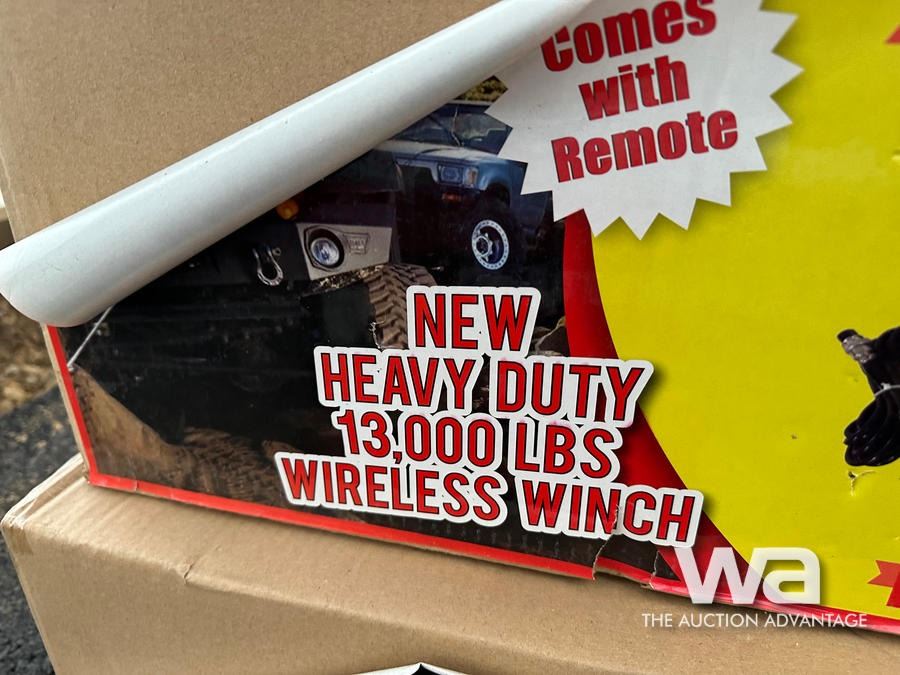 Comes
with
Remote
NEW
HEAVY DUTY
13,000 LBS
WIRELESS WINCH
wa
THE AUCTION ADVANTAGE